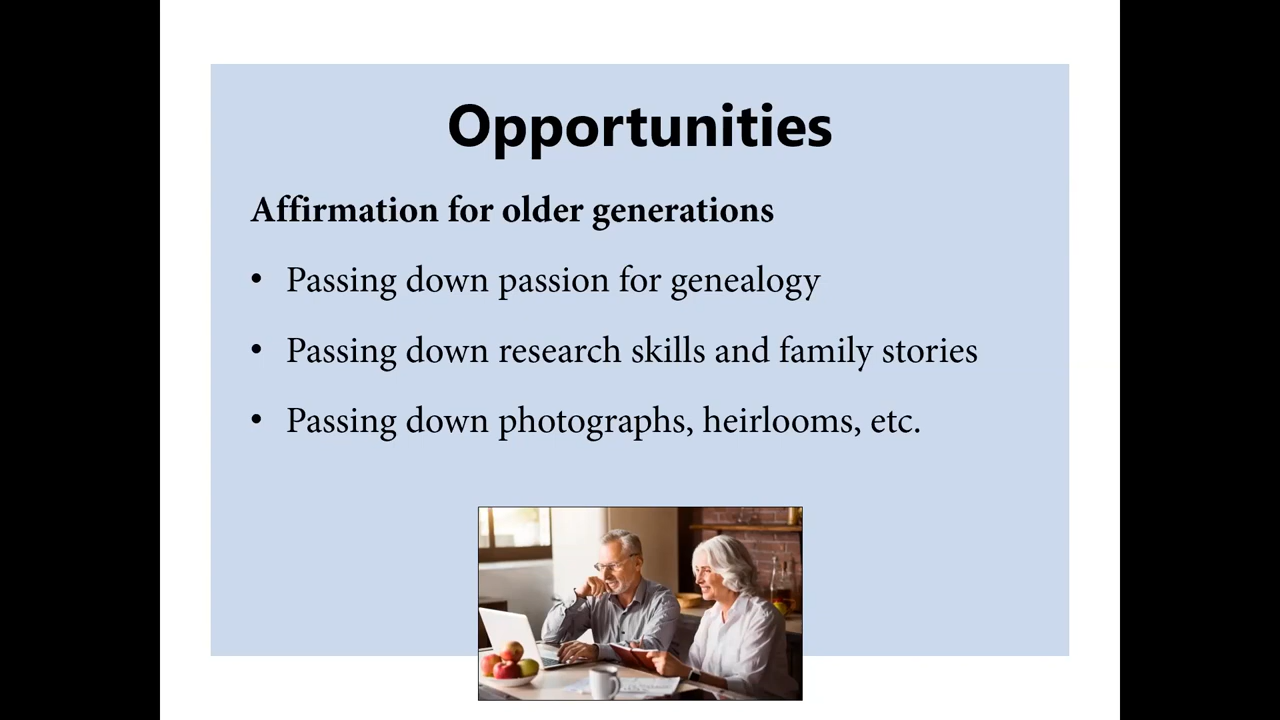 Opportunities
Affirmation for older generations
• Passing down passion for genealogy
• Passing down research skills and family stories
• Passing down photographs, heirlooms, etc.